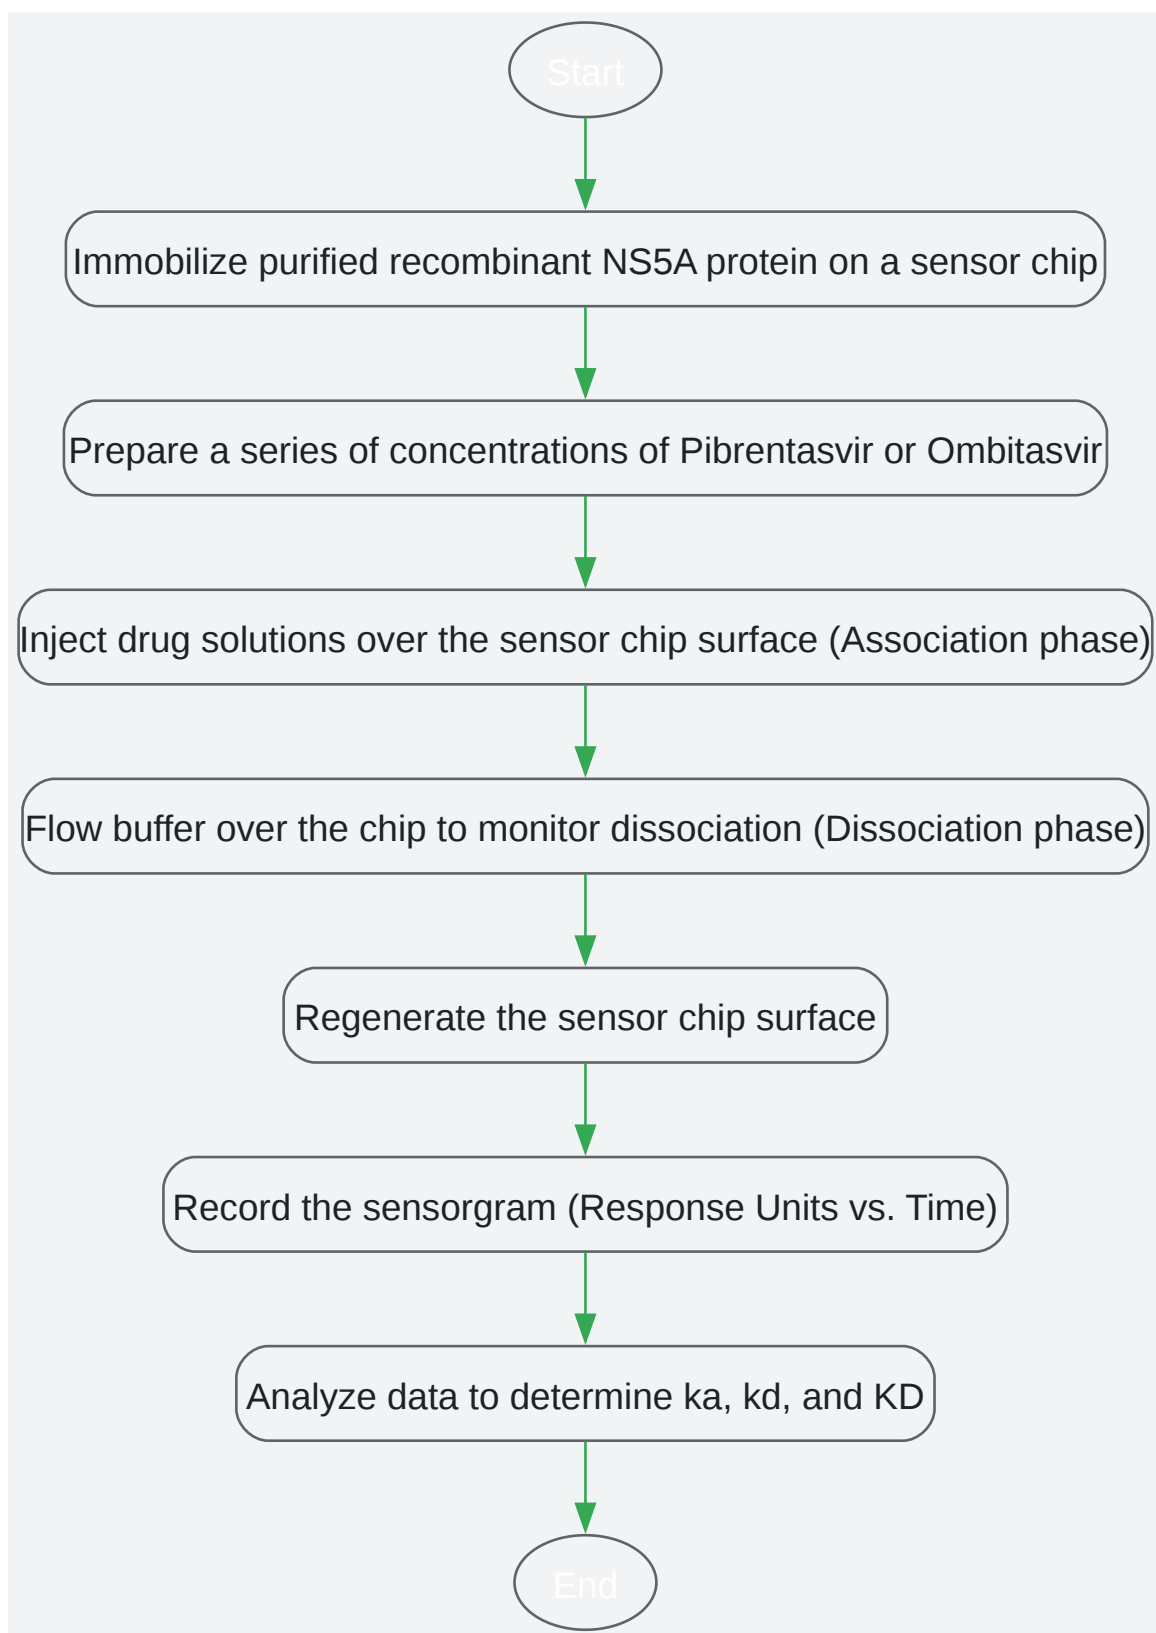 Start
Immobilize purified recombinant NS5A protein on a sensor chip
Prepare a series of concentrations of Pibrentasvir or Ombitasvir
Inject drug solutions over the sensor chip surface (Association phase)
Flow buffer over the chip to monitor dissociation (Dissociation phase)
Regenerate the sensor chip surface
Record the sensorgram (Response Units vs. Time)
Analyze data to determine ka, kd, and KD
End